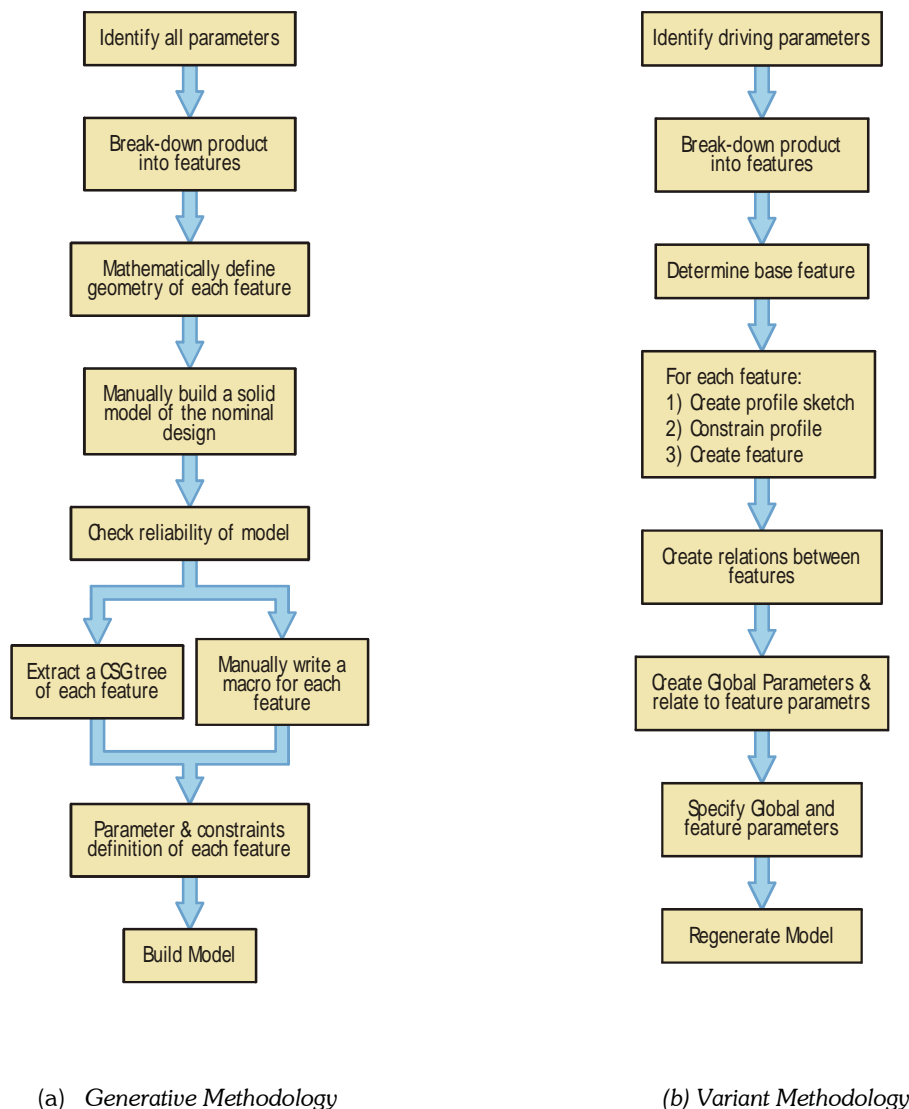 Identify all parameters
Break-down product
into features
Mathematically define
geometry of each feature
Manually build a solid
model of the nominal
design
Check reliability of model
Extract a CSG tree
of each feature
Manually write a
macro for each
feature
Parameter & constraints
definition of each feature
Build Model
(a) Generative Methodology
Identify driving parameters
Break-down product
into features
Determine base feature
For each feature:
1) Create profile sketch
2) Constrain profile
3) Create feature
Create relations between
features
Create Global Parameters &
relate to feature parametrs
Specify Global and
feature parameters
Regenerate Model
(b) Variant Methodology